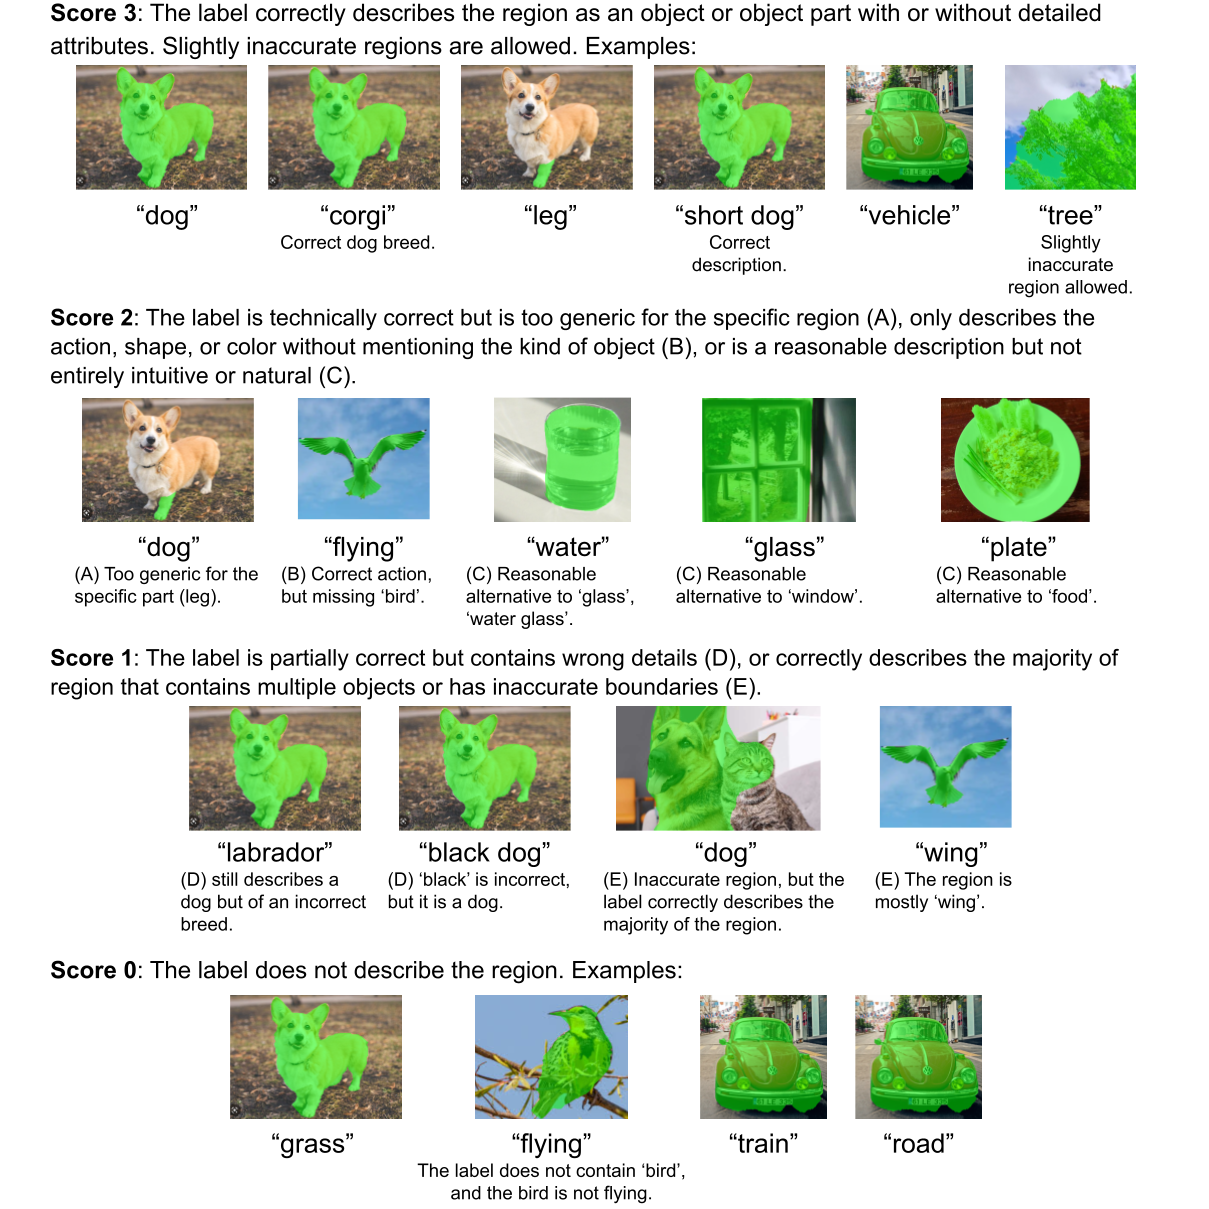 Score 3: The label correctly describes the region as an object or object part with or without detailed
attributes. Slightly inaccurate regions are allowed. Examples:
“dog”
“corgi”
“leg”
“short dog”
“vehicle”
“tree”
Correct dog breed.
Correct
description.
Slightly
inaccurate
region allowed.
Score 2: The label is technically correct but is too generic for the specific region (A), only describes the
action, shape, or color without mentioning the kind of object (B), or is a reasonable description but not
entirely intuitive or natural (C).
“dog”
(A) Too generic for the
specific part (leg).
“flying”
(B) Correct action,
but missing ‘bird’.
“water”
(C) Reasonable
alternative to ‘glass’,
‘water glass’.
“glass”
(C) Reasonable
alternative to ‘window’.
“plate”
(C) Reasonable
alternative to ‘food’.
Score 1: The label is partially correct but contains wrong details (D), or correctly describes the majority of
region that contains multiple objects or has inaccurate boundaries (E).
“labrador”
(D) still describes a
dog but of an incorrect
breed.
“black dog”
(D) ‘black’ is incorrect,
but it is a dog.
“dog”
(E) Inaccurate region, but the
label correctly describes the
majority of the region.
“wing”
(E) The region is
mostly ‘wing’.
Score 0: The label does not describe the region. Examples:
“grass”
“flying”
The label does not contain ‘bird’,
and the bird is not flying.
“train”
“road”